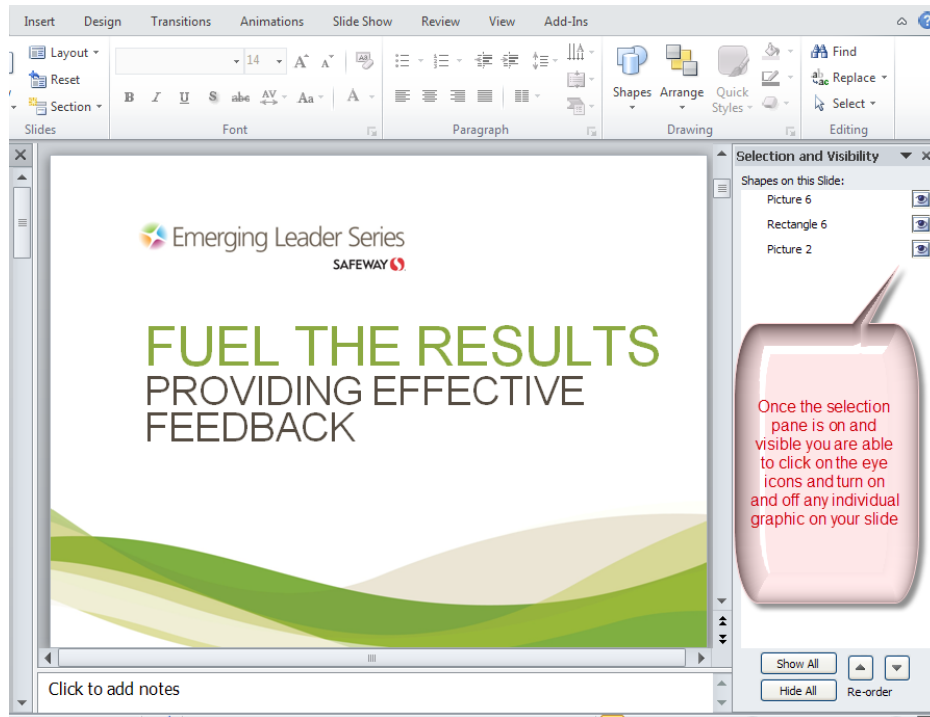 Insert Design Transitions Animations Slide Show Review View Add-Ins
Layout
Reset
Section
Slides
14 A A Aa
B I U S abc AV Aa A
Font
Paragraph
Shapes Arrange Quick Styles
Drawing
Find
Replace
Select
Editing
Selection and Visibility
Shapes on this Slide:
Picture 6
Rectangle 6
Picture 2
Emerging Leader Series
SAFEWAY
FUEL THE RESULTS
PROVIDING EFFECTIVE
FEEDBACK
Once the selection
pane is on and
visible you are able
to click on the eye
icons and turn on
and off any individual
graphic on your slide
Click to add notes
Show All
Hide All Re-order